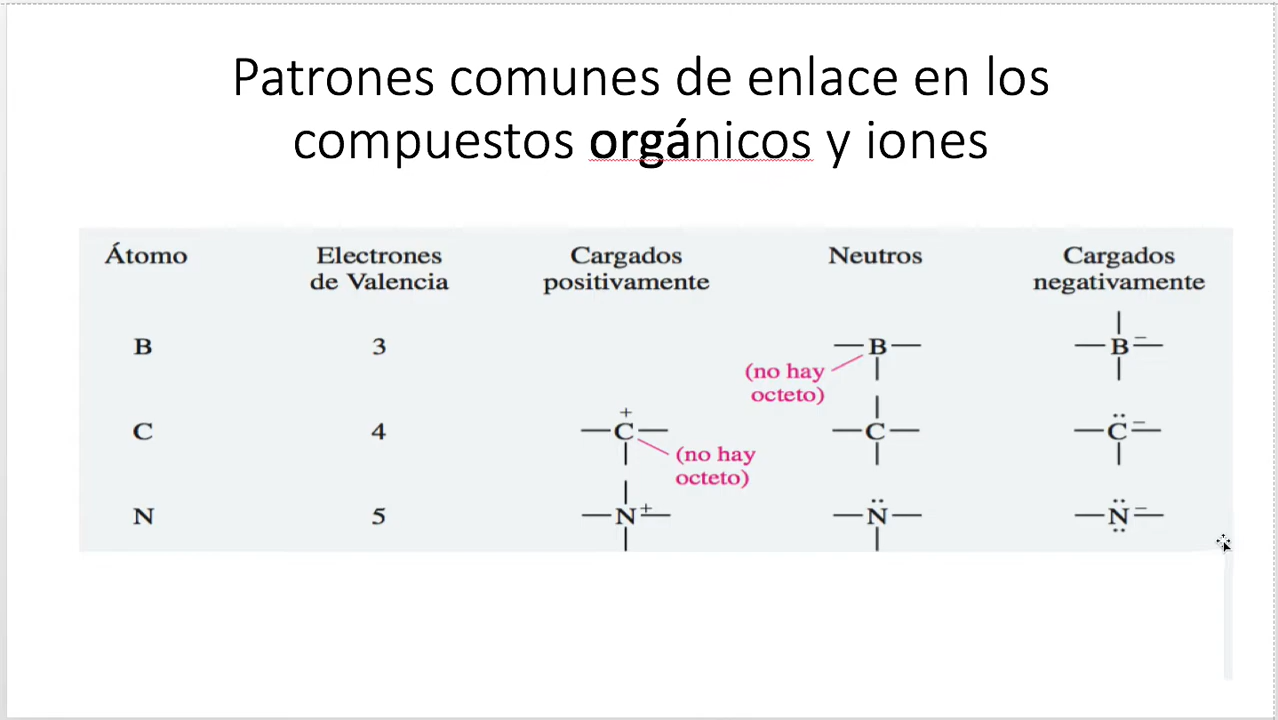 Patrones comunes de enlace en los
compuestos orgánicos y iones
Átomo Electrones de Valencia Cargados positivamente Neutros Cargados negativamente
B 3 B B −
(no hay octeto)
C 4 C + C C −
(no hay octeto)
N 5 N + N N −